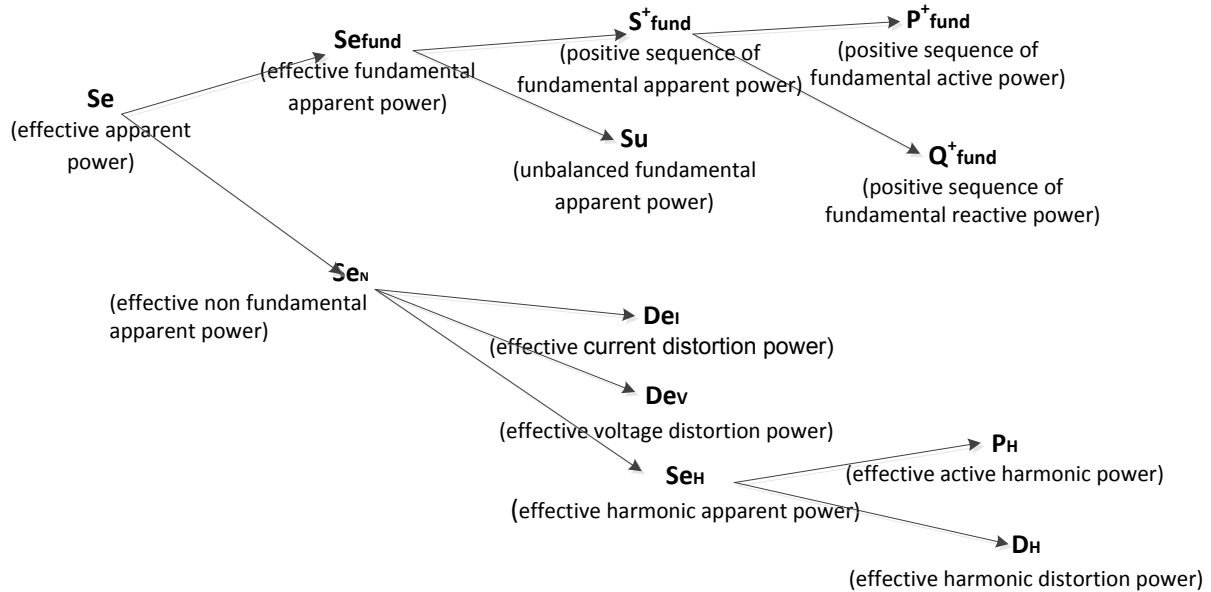 Se
(effective apparent
power)
Sefund
(effective fundamental
apparent power)
S+fund
(positive sequence of
fundamental apparent power)
P+fund
(positive sequence of
fundamental active power)
Q+fund
(positive sequence of
fundamental reactive power)
Su
(unbalanced fundamental
apparent power)
SeN
(effective non fundamental
apparent power)
DeI
(effective current distortion power)
DeV
(effective voltage distortion power)
SeH
(effective harmonic apparent power)
PH
(effective active harmonic power)
DH
(effective harmonic distortion power)